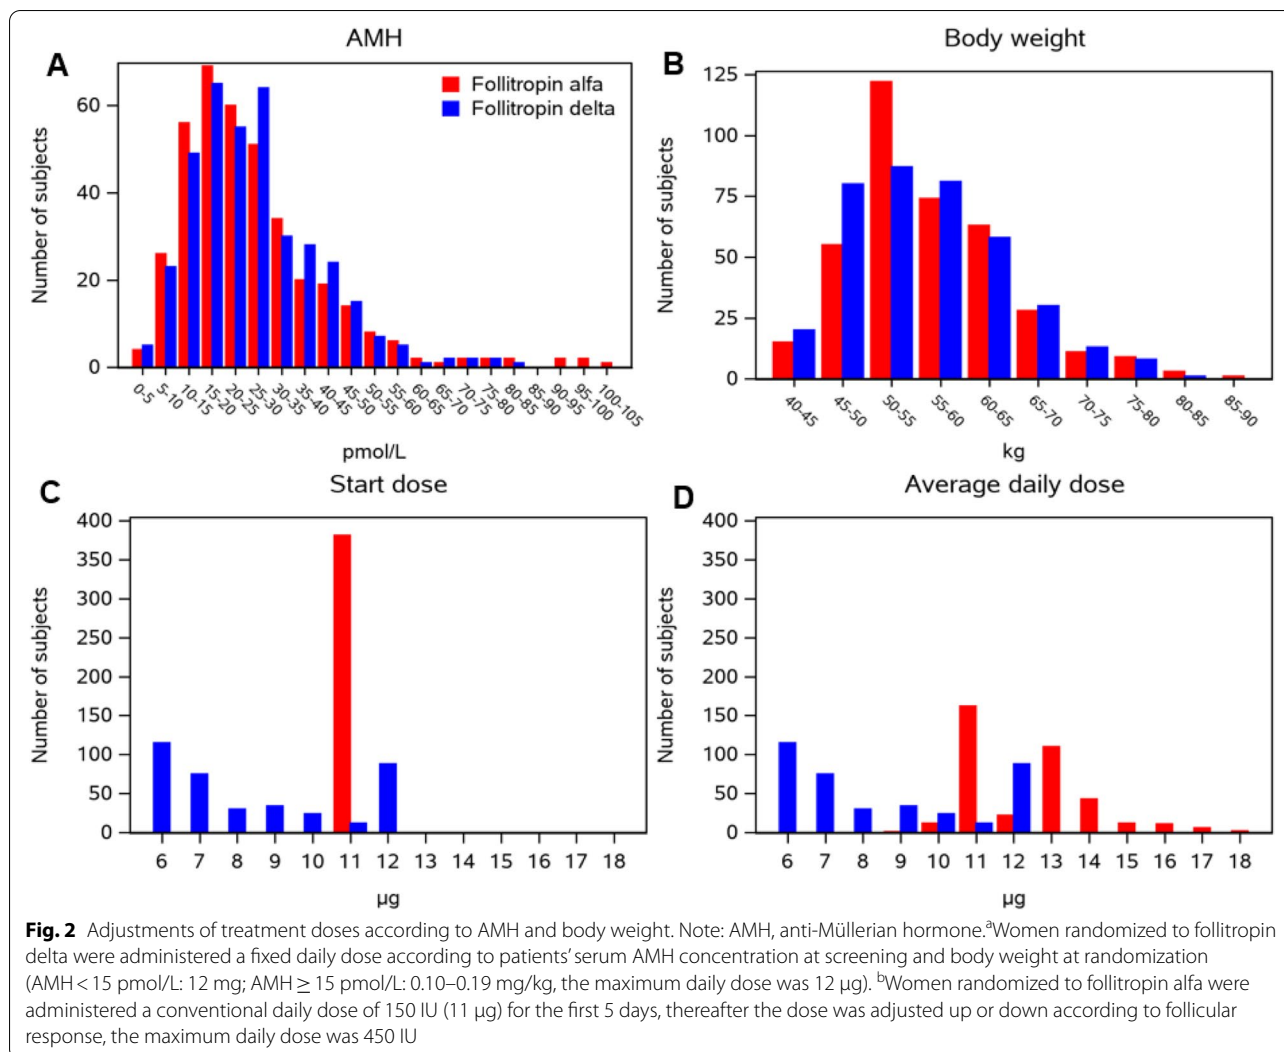 AMH
A
Follitropin alfa
Follitropin delta
Number of subjects
60
40
20
0
0-5
5-10
10-15
15-20
20-25
25-30
30-35
35-40
40-45
45-50
50-55
55-60
60-65
65-70
70-75
75-80
80-85
85-90
90-95
95-100
100-105
pmol/L
Body weight
B
Number of subjects
125
100
75
50
25
0
40-45
45-50
50-55
55-60
60-65
65-70
70-75
75-80
80-85
85-90
kg
C
Start dose
Number of subjects
400
350
300
250
200
150
100
50
0
6 7 8 9 10 11 12 13 14 15 16 17 18
µg
D
Average daily dose
Number of subjects
400
350
300
250
200
150
100
50
0
6 7 8 9 10 11 12 13 14 15 16 17 18
µg
Fig. 2 Adjustments of treatment doses according to AMH and body weight. Note: AMH, anti-Müllerian hormone.ᵃWomen randomized to follitropin
delta were administered a fixed daily dose according to patients’ serum AMH concentration at screening and body weight at randomization
(AMH < 15 pmol/L: 12 mg; AMH ≥ 15 pmol/L: 0.10–0.19 mg/kg, the maximum daily dose was 12 µg). ᵇWomen randomized to follitropin alfa were
administered a conventional daily dose of 150 IU (11 µg) for the first 5 days, thereafter the dose was adjusted up or down according to follicular
response, the maximum daily dose was 450 IU